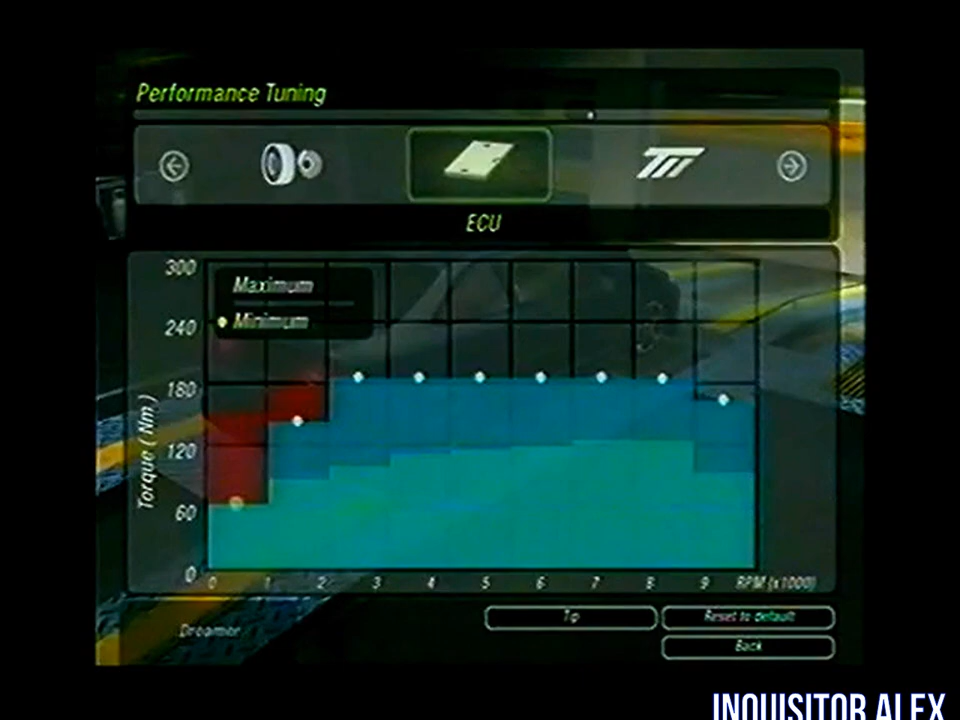 Performance Tuning
ECU
300
Maximum
Minimum
240
180
120
60
0
Torque ( Nm.)
0 1 2 3 4 5 6 7 8 9 RPM (x1000)
Dreamer
Tip
Reset to default
Back
INQUISITOR ALEX